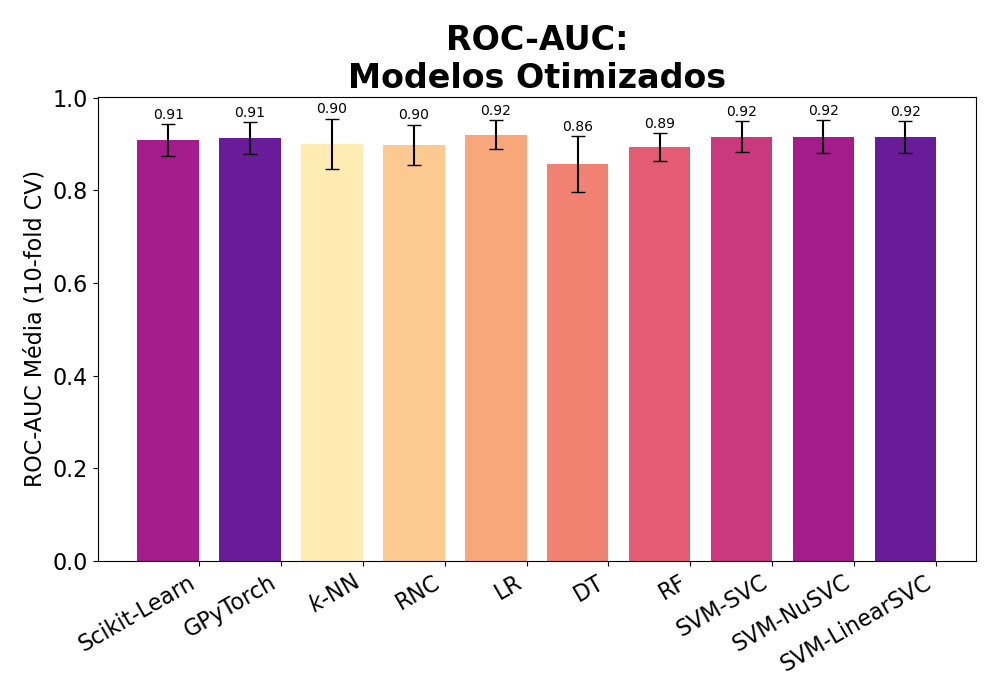 ROC-AUC:
Modelos Otimizados
ROC-AUC Média (10-fold CV)
1.0
0.8
0.6
0.4
0.2
0.0
0.91
0.91
0.90
0.90
0.92
0.86
0.89
0.92
0.92
0.92
Scikit-Learn
GPyTorch
k-NN
RNC
LR
DT
RF
SVM-SVC
SVM-NuSVC
SVM-LinearSVC